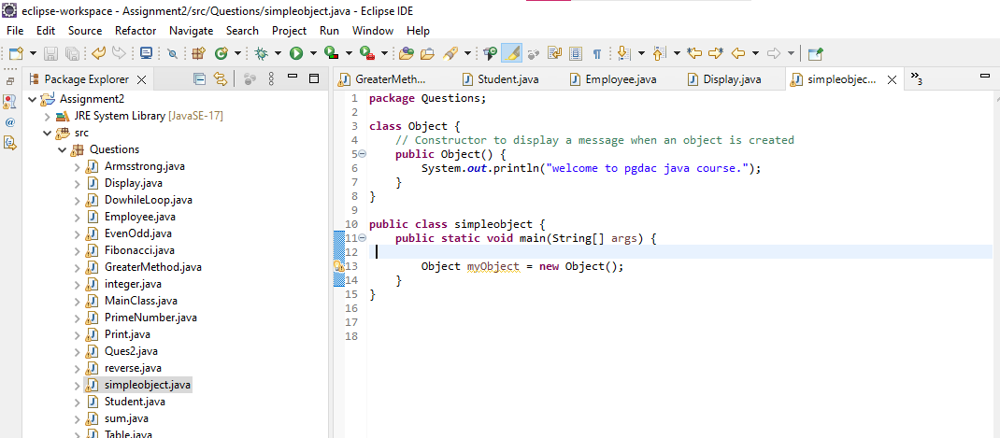 eclipse-workspace - Assignment2/src/Questions/simpleobject.java - Eclipse IDE
File Edit Source Refactor Navigate Search Project Run Window Help
Package Explorer
GreaterMeth... Student.java Employee.java Display.java simpleobjec... 3
Assignment2
JRE System Library [JavaSE-17]
src
Questions
Armsstrong.java
Display.java
DowhileLoop.java
Employee.java
EvenOdd.java
Fibonacci.java
GreaterMethod.java
integer.java
MainClass.java
PrimeNumber.java
Print.java
Ques2.java
reverse.java
simpleobject.java
Student.java
sum.java
Table.java
1 package Questions;
2
3 class Object {
4 // Constructor to display a message when an object is created
5 public Object() {
6 System.out.println("welcome to pgdac java course.");
7 }
8 }
9
10 public class simpleobject {
11 public static void main(String[] args) {
12
13 Object myObject = new Object();
14 }
15 }
16
17
18